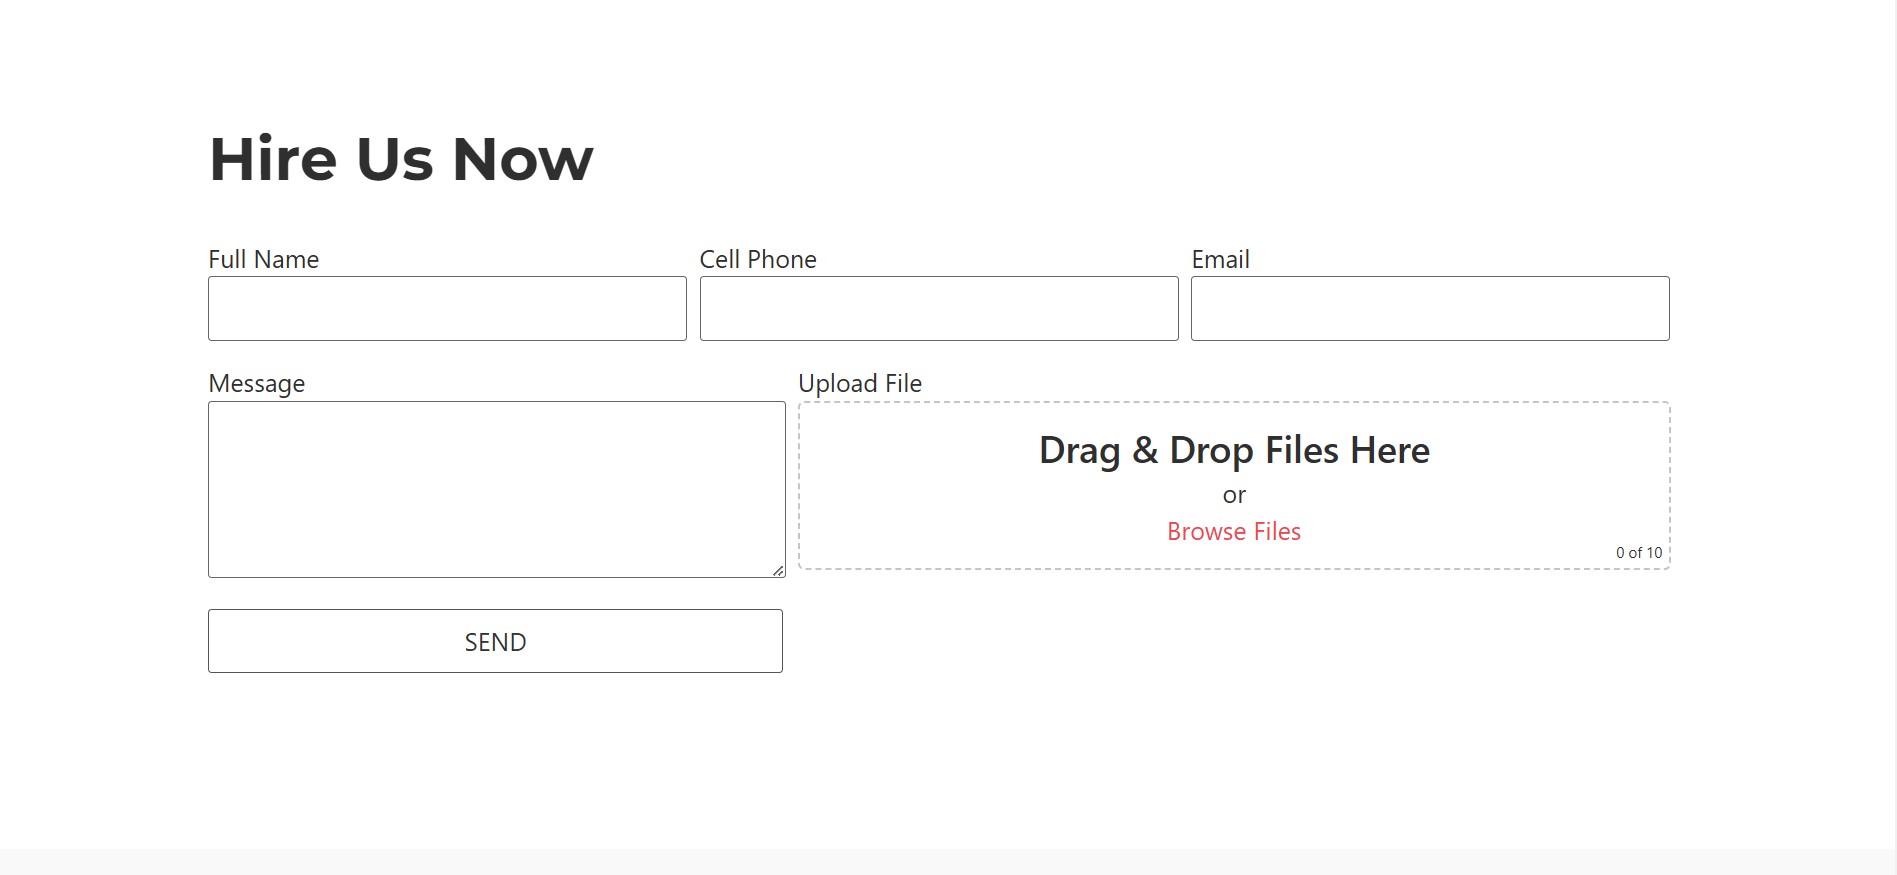 Hire Us Now
Full Name
Cell Phone
Email
Message
Upload File
Drag & Drop Files Here
or
Browse Files
0 of 10
SEND